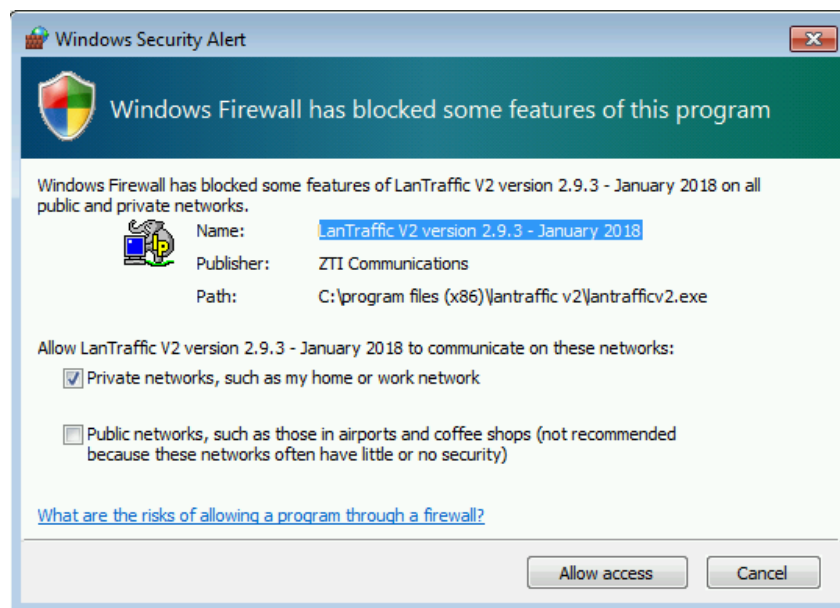 Windows Security Alert
Windows Firewall has blocked some features of this program
Windows Firewall has blocked some features of LanTraffic V2 version 2.9.3 - January 2018 on all
public and private networks.
Name: LanTraffic V2 version 2.9.3 - January 2018
Publisher: ZTI Communications
Path: C:\program files (x86)\lantraffic v2\lantrafficv2.exe
Allow LanTraffic V2 version 2.9.3 - January 2018 to communicate on these networks:
Private networks, such as my home or work network
Public networks, such as those in airports and coffee shops (not recommended
because these networks often have little or no security)
What are the risks of allowing a program through a firewall?
Allow access Cancel